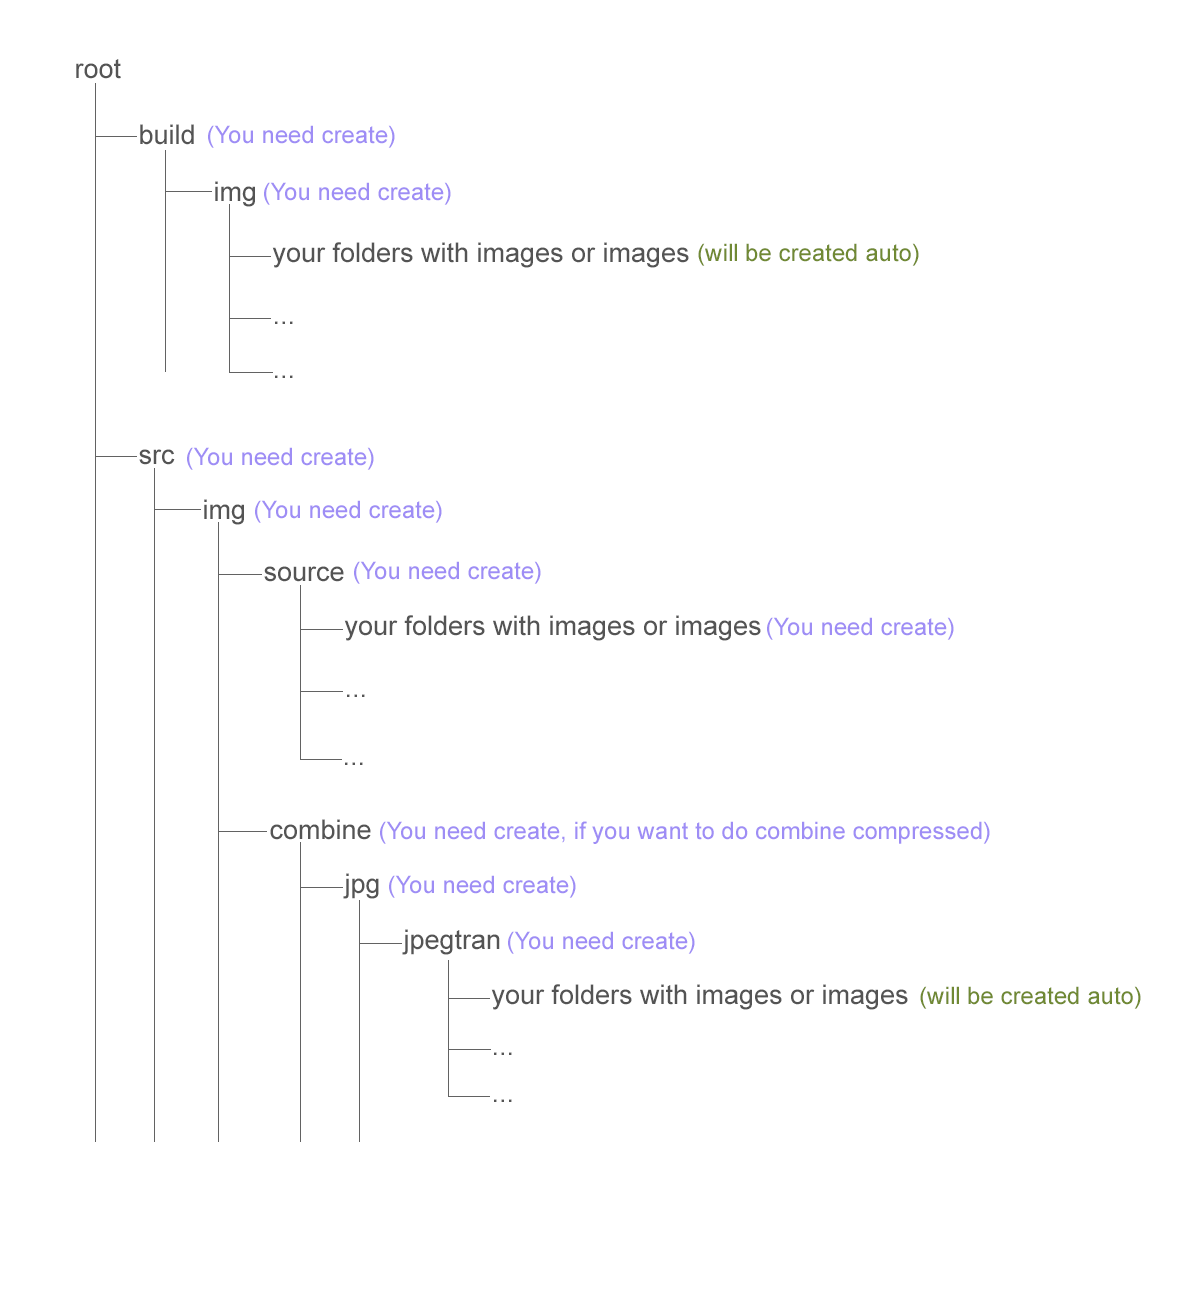 root
build (You need create)
img (You need create)
your folders with images or images (will be created auto)
...
...
src (You need create)
img (You need create)
source (You need create)
your folders with images or images (You need create)
...
...
combine (You need create, if you want to do combine compressed)
jpg (You need create)
jpegtran (You need create)
your folders with images or images (will be created auto)
...
...